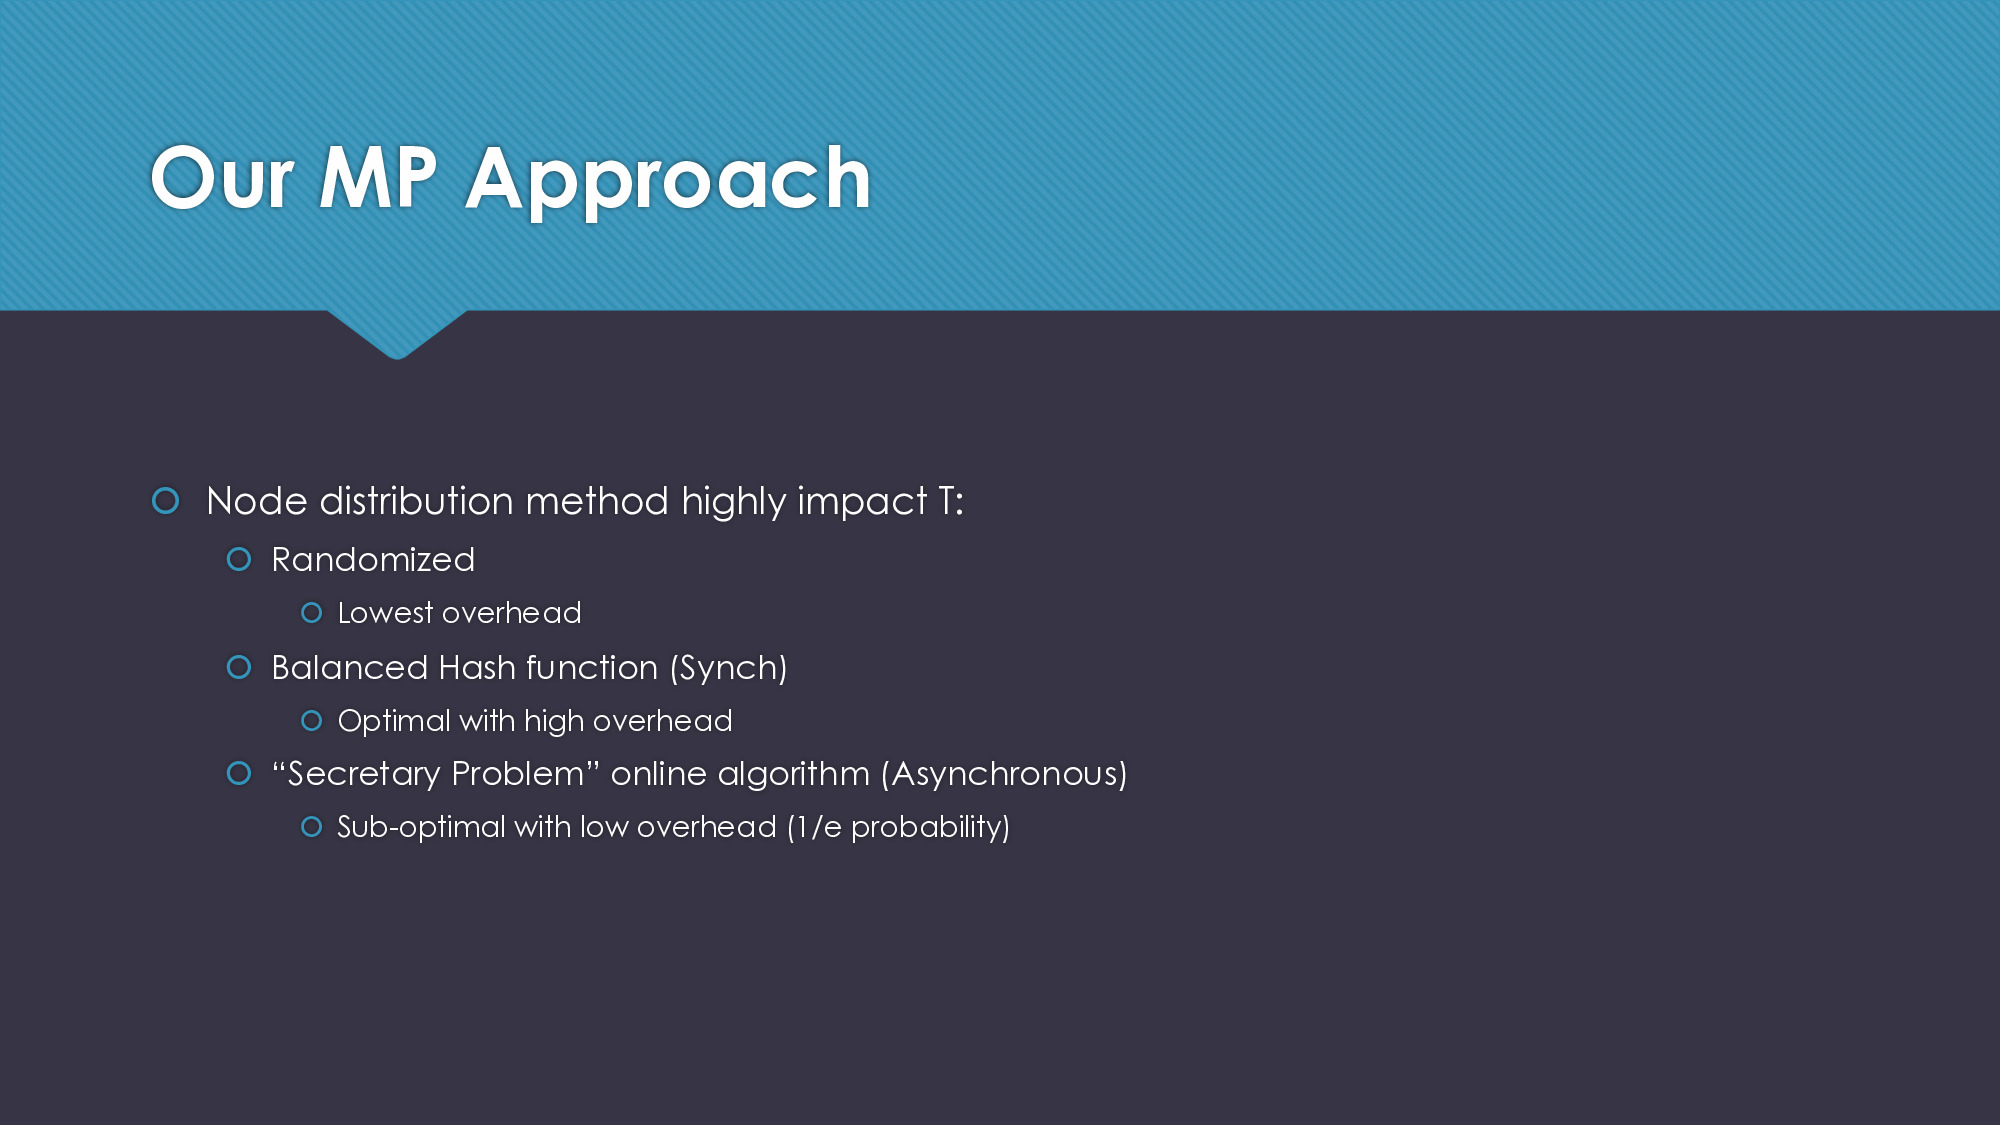 Our MP Approach
Node distribution method highly impact T:
Randomized
Lowest overhead
Balanced Hash function (Synch)
Optimal with high overhead
“Secretary Problem” online algorithm (Asynchronous)
Sub-optimal with low overhead (1/e probability)